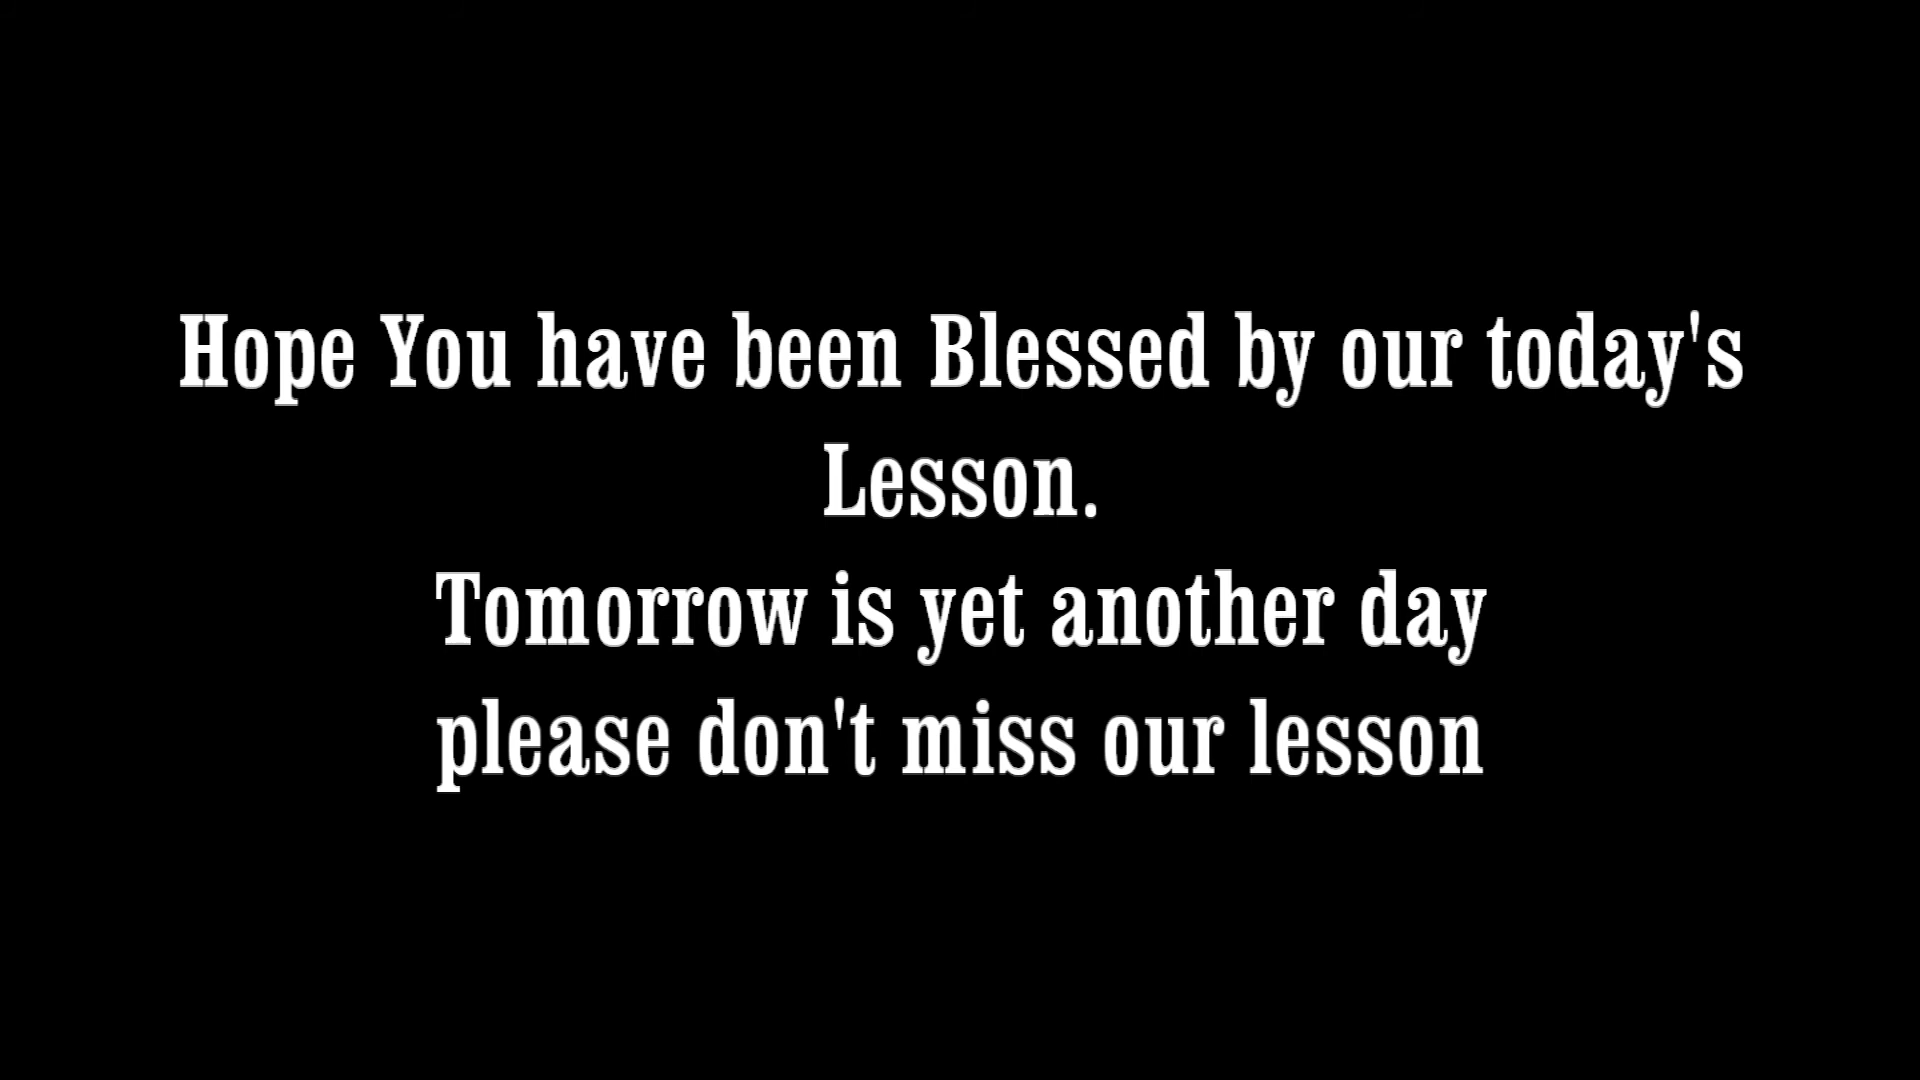 Hope You have been Blessed by our today's
Lesson.
Tomorrow is yet another day
please don't miss our lesson